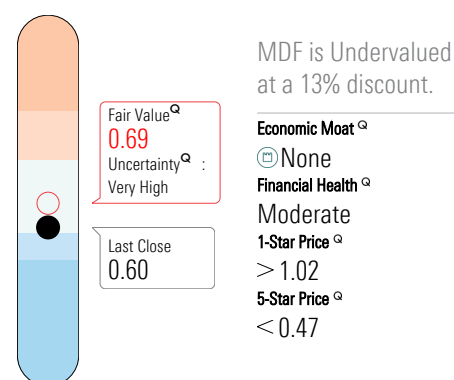 Fair Value Q
0.69
Uncertainty Q :
Very High
Last Close
0.60
MDF is Undervalued
at a 13% discount.
Economic Moat Q
None
Financial Health Q
Moderate
1-Star Price Q
>1.02
5-Star Price Q
<0.47